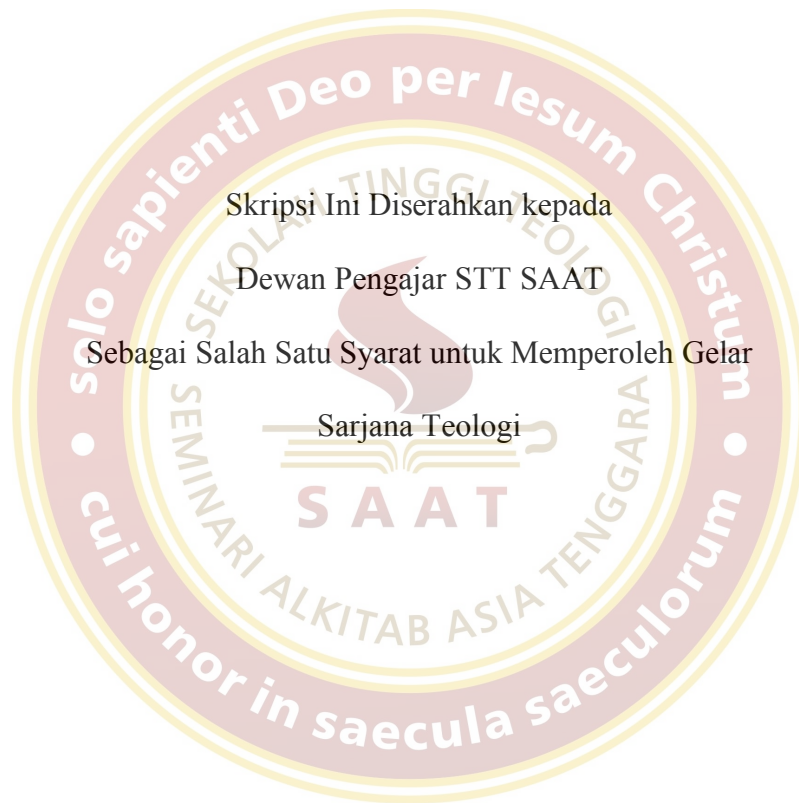 solo sapienti Deo per Iesum Christum
SEKOLAH TINGGI TEOLOGI
Skripsi Ini Diserahkan kepada
Dewan Pengajar STT SAAT
Sebagai Salah Satu Syarat untuk Memperoleh Gelar
Sarjana Teologi
SAAT
SEMINARI ALKITAB ASIA TENGGARA
cui honor in saecula saeculorum